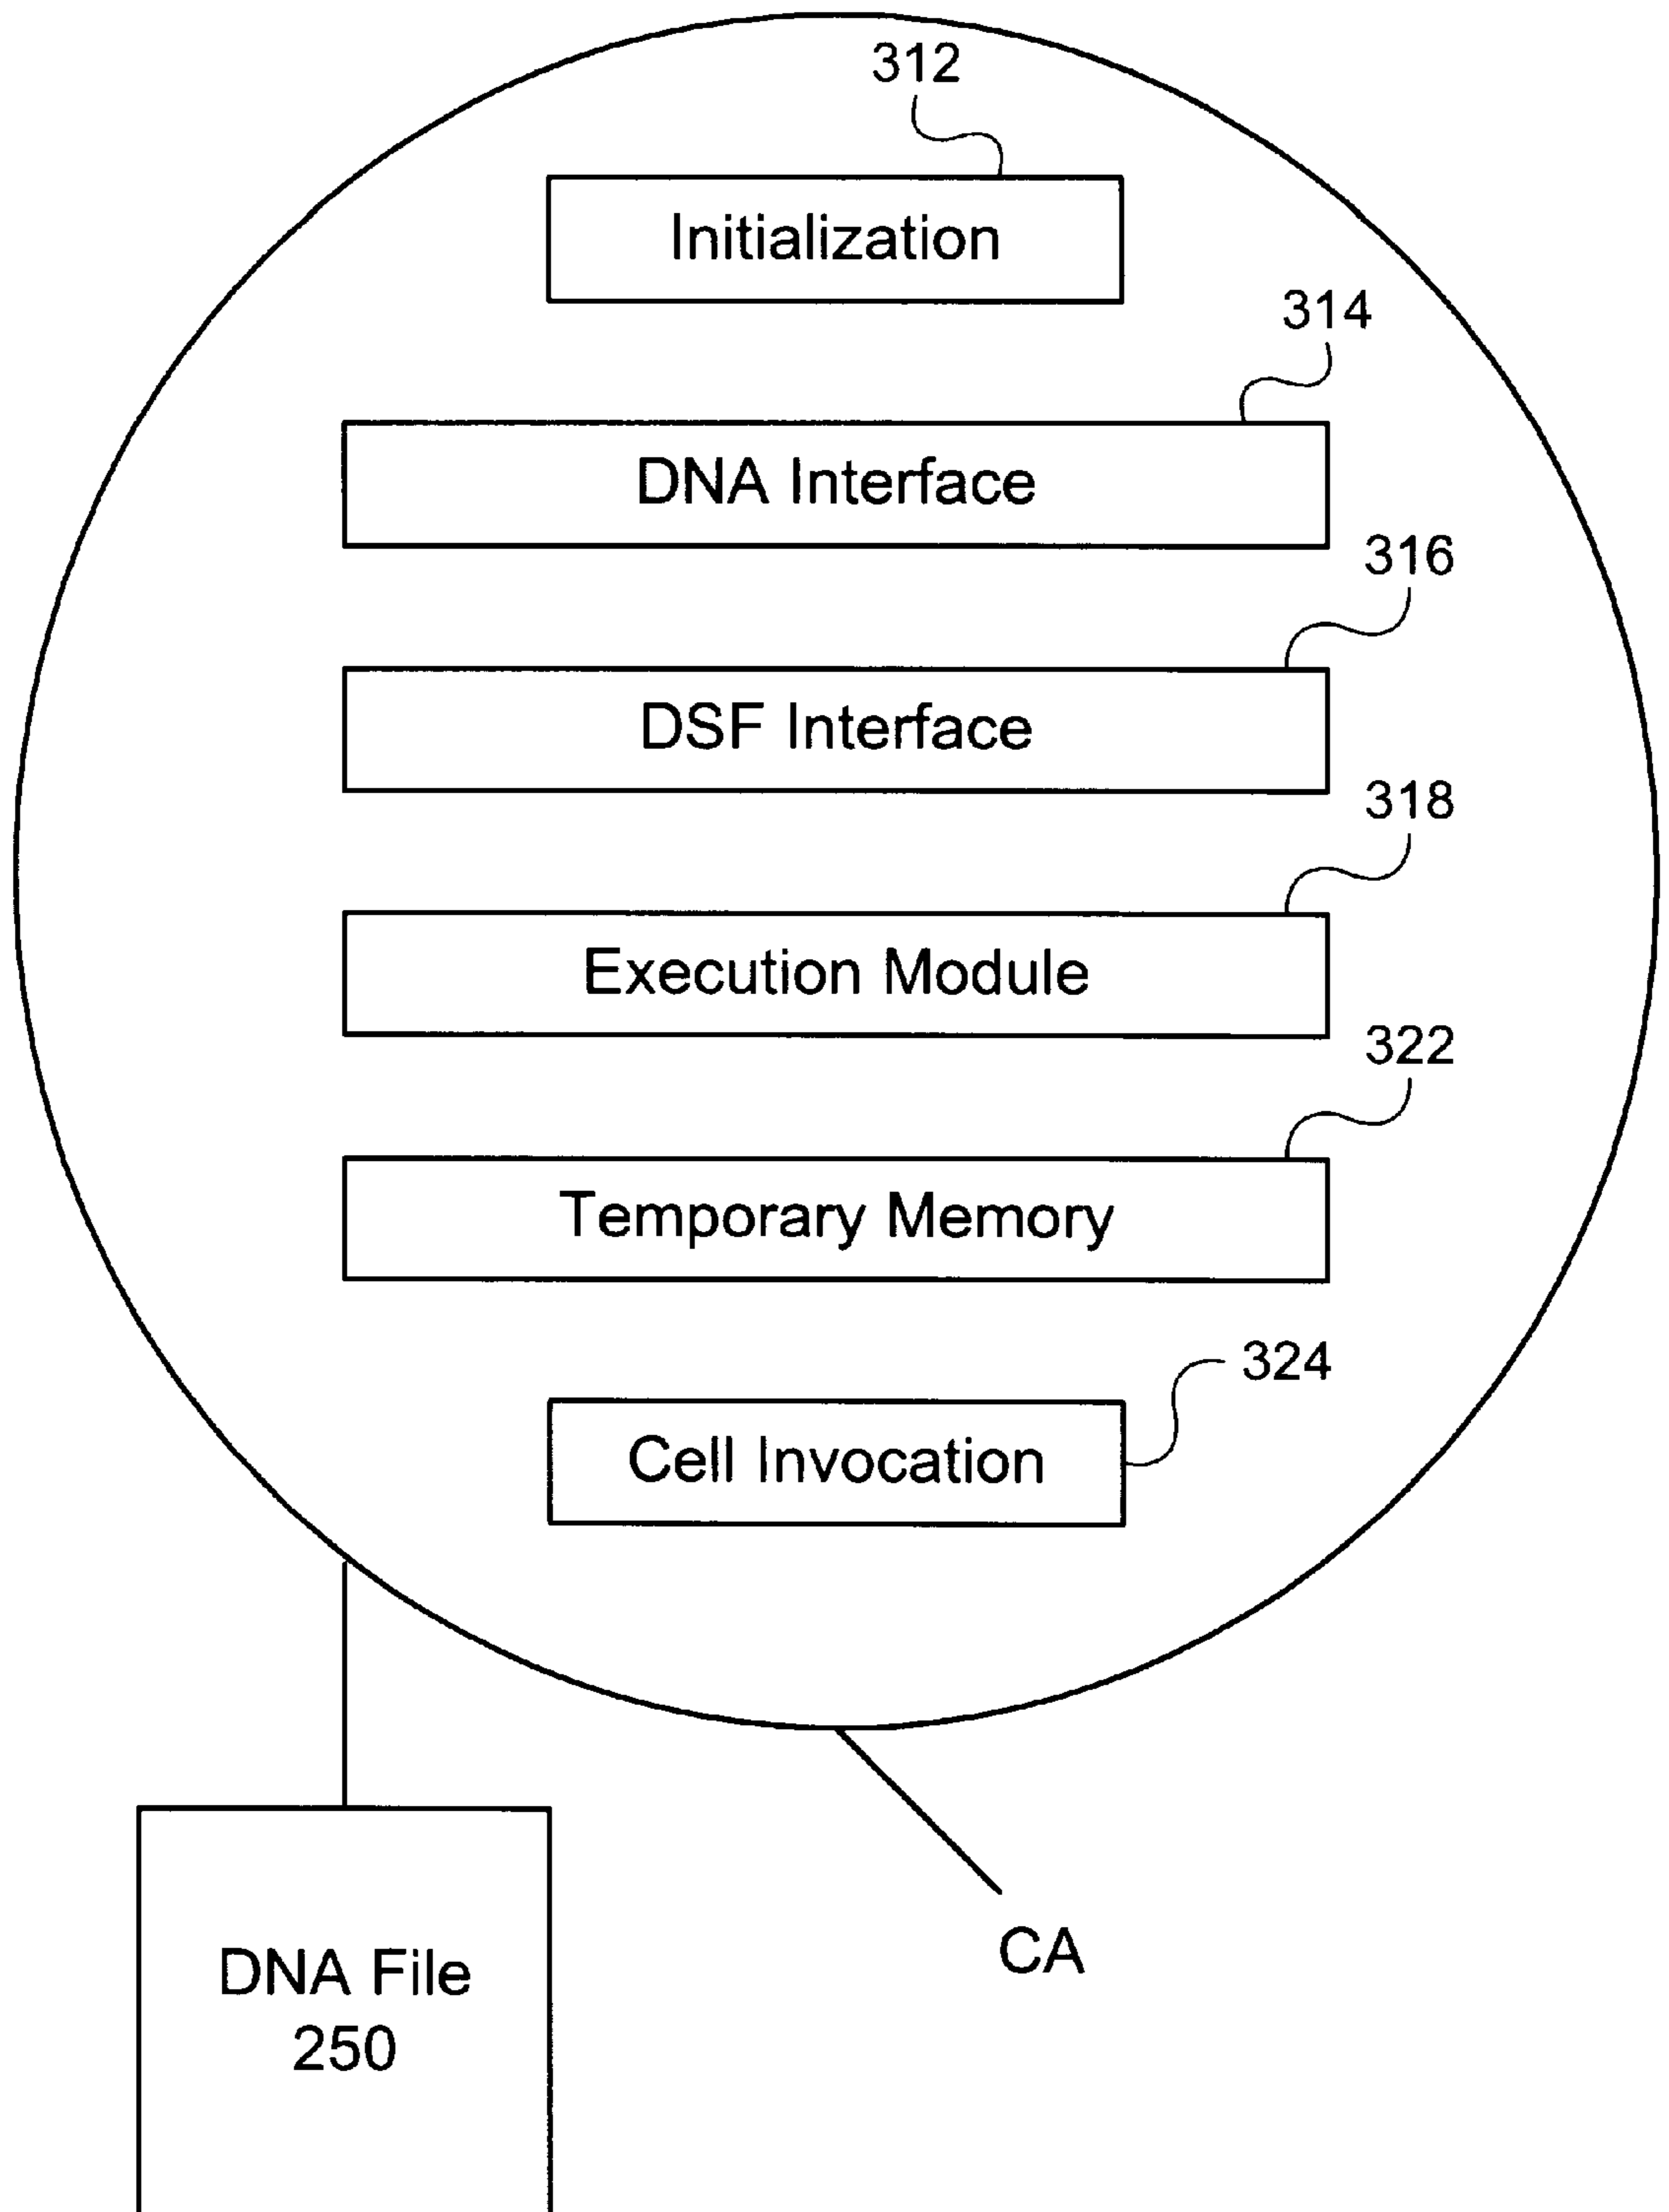 312
Initialization
314
DNA Interface
316
DSF Interface
318
Execution Module
322
Temporary Memory
324
Cell Invocation
CA
DNA File
250